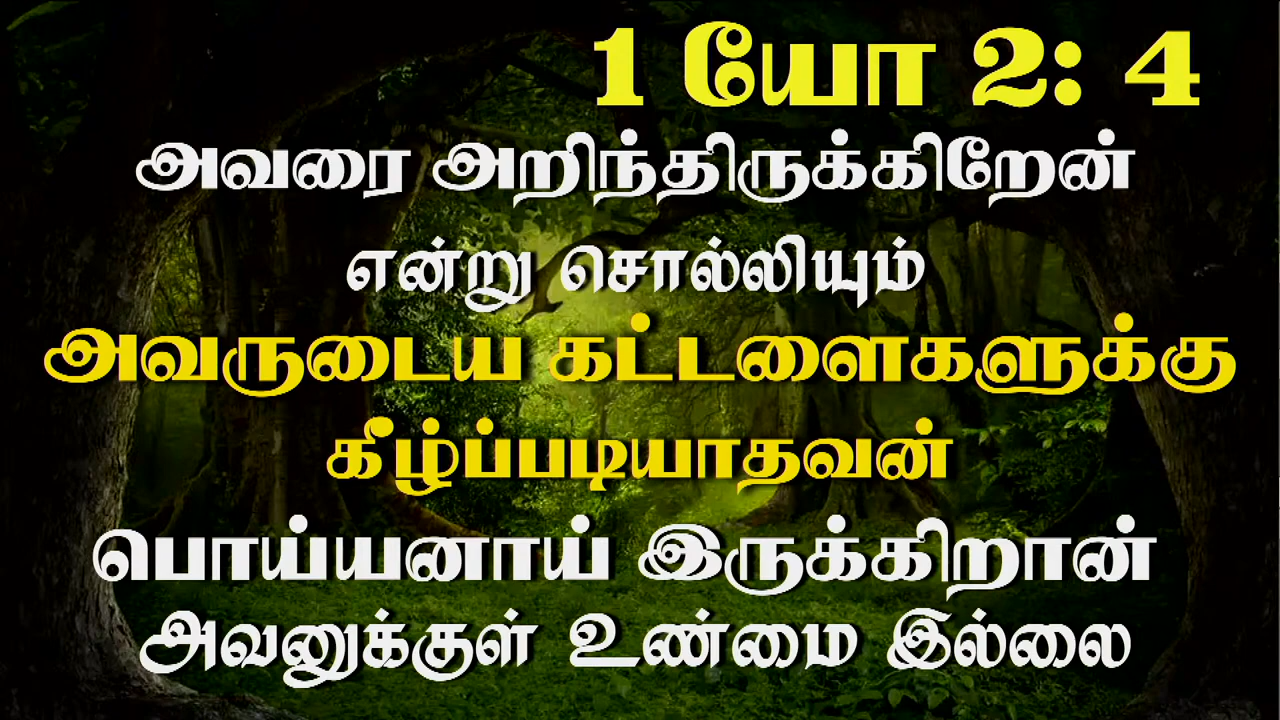 1 யோ 2: 4
அவரை அறிந்திருக்கிறேன்
என்று சொல்லியும்
அவருடைய கட்டளைகளுக்கு
கீழ்ப்படியாதவன்
பொய்யனாய் இருக்கிறான்
அவனுக்குள் உண்மை இல்லை